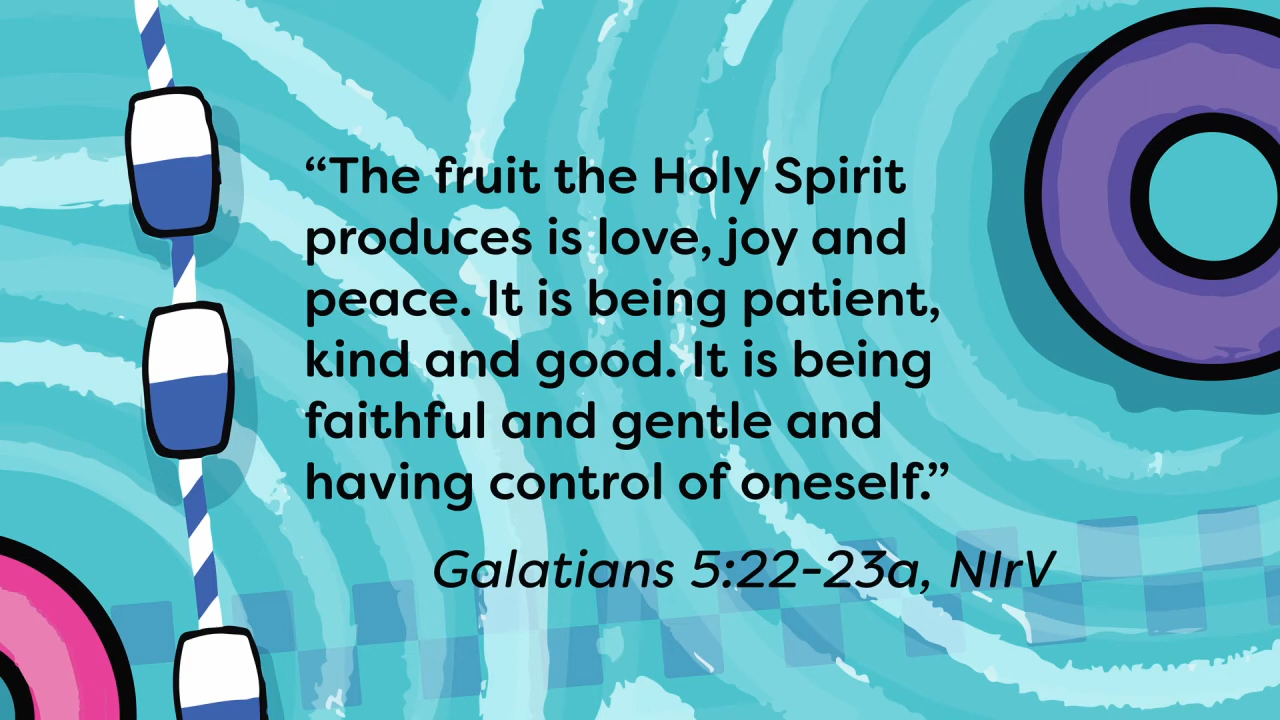 “The fruit the Holy Spirit
produces is love, joy and
peace. It is being patient,
kind and good. It is being
faithful and gentle and
having control of oneself.”
Galatians 5:22-23a, NIrV